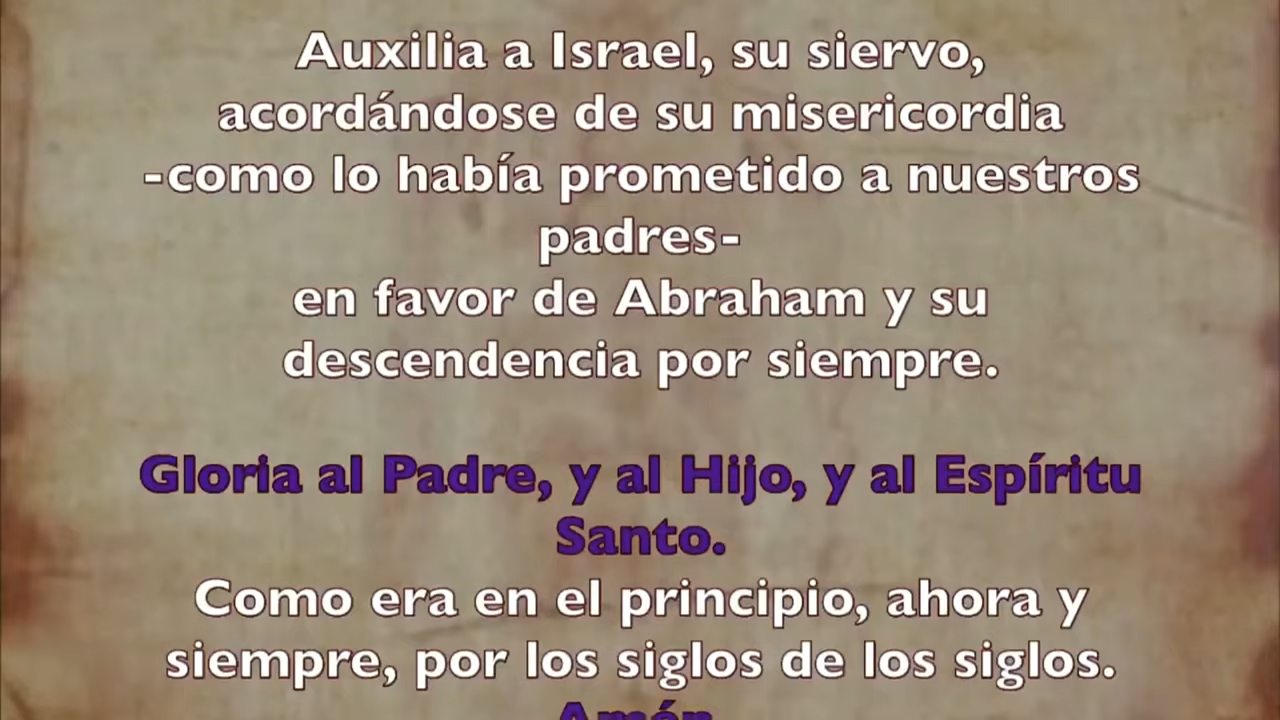 Auxilia a Israel, su siervo,
acordándose de su misericordia
-como lo había prometido a nuestros
padres-
en favor de Abraham y su
descendencia por siempre.
Gloria al Padre, y al Hijo, y al Espíritu
Santo.
Como era en el principio, ahora y
siempre, por los siglos de los siglos.
Amén.